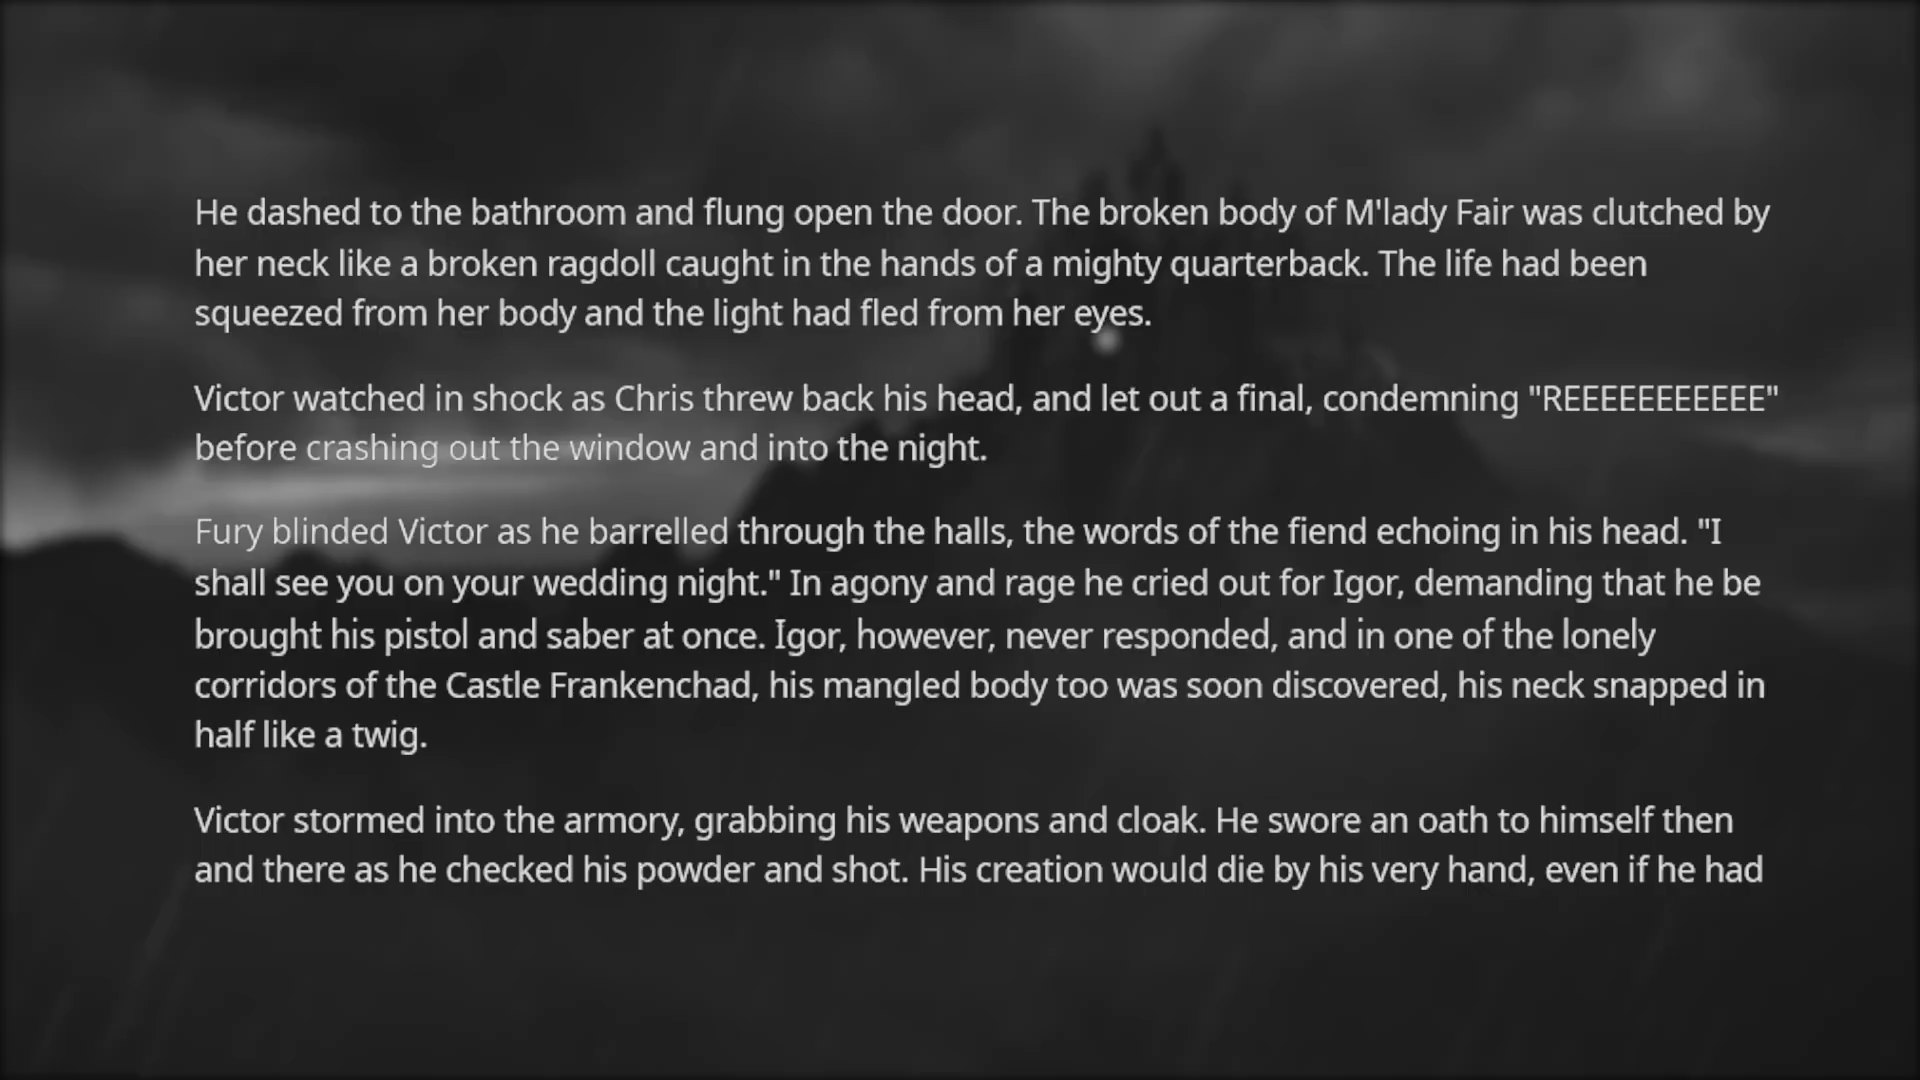 He dashed to the bathroom and flung open the door. The broken body of M'lady Fair was clutched by
her neck like a broken ragdoll caught in the hands of a mighty quarterback. The life had been
squeezed from her body and the light had fled from her eyes.
Victor watched in shock as Chris threw back his head, and let out a final, condemning "REEEEEEEEEEEE"
before crashing out the window and into the night.
Fury blinded Victor as he barrelled through the halls, the words of the fiend echoing in his head. "I
shall see you on your wedding night." In agony and rage he cried out for Igor, demanding that he be
brought his pistol and saber at once. Igor, however, never responded, and in one of the lonely
corridors of the Castle Frankenchad, his mangled body too was soon discovered, his neck snapped in
half like a twig.
Victor stormed into the armory, grabbing his weapons and cloak. He swore an oath to himself then
and there as he checked his powder and shot. His creation would die by his very hand, even if he had